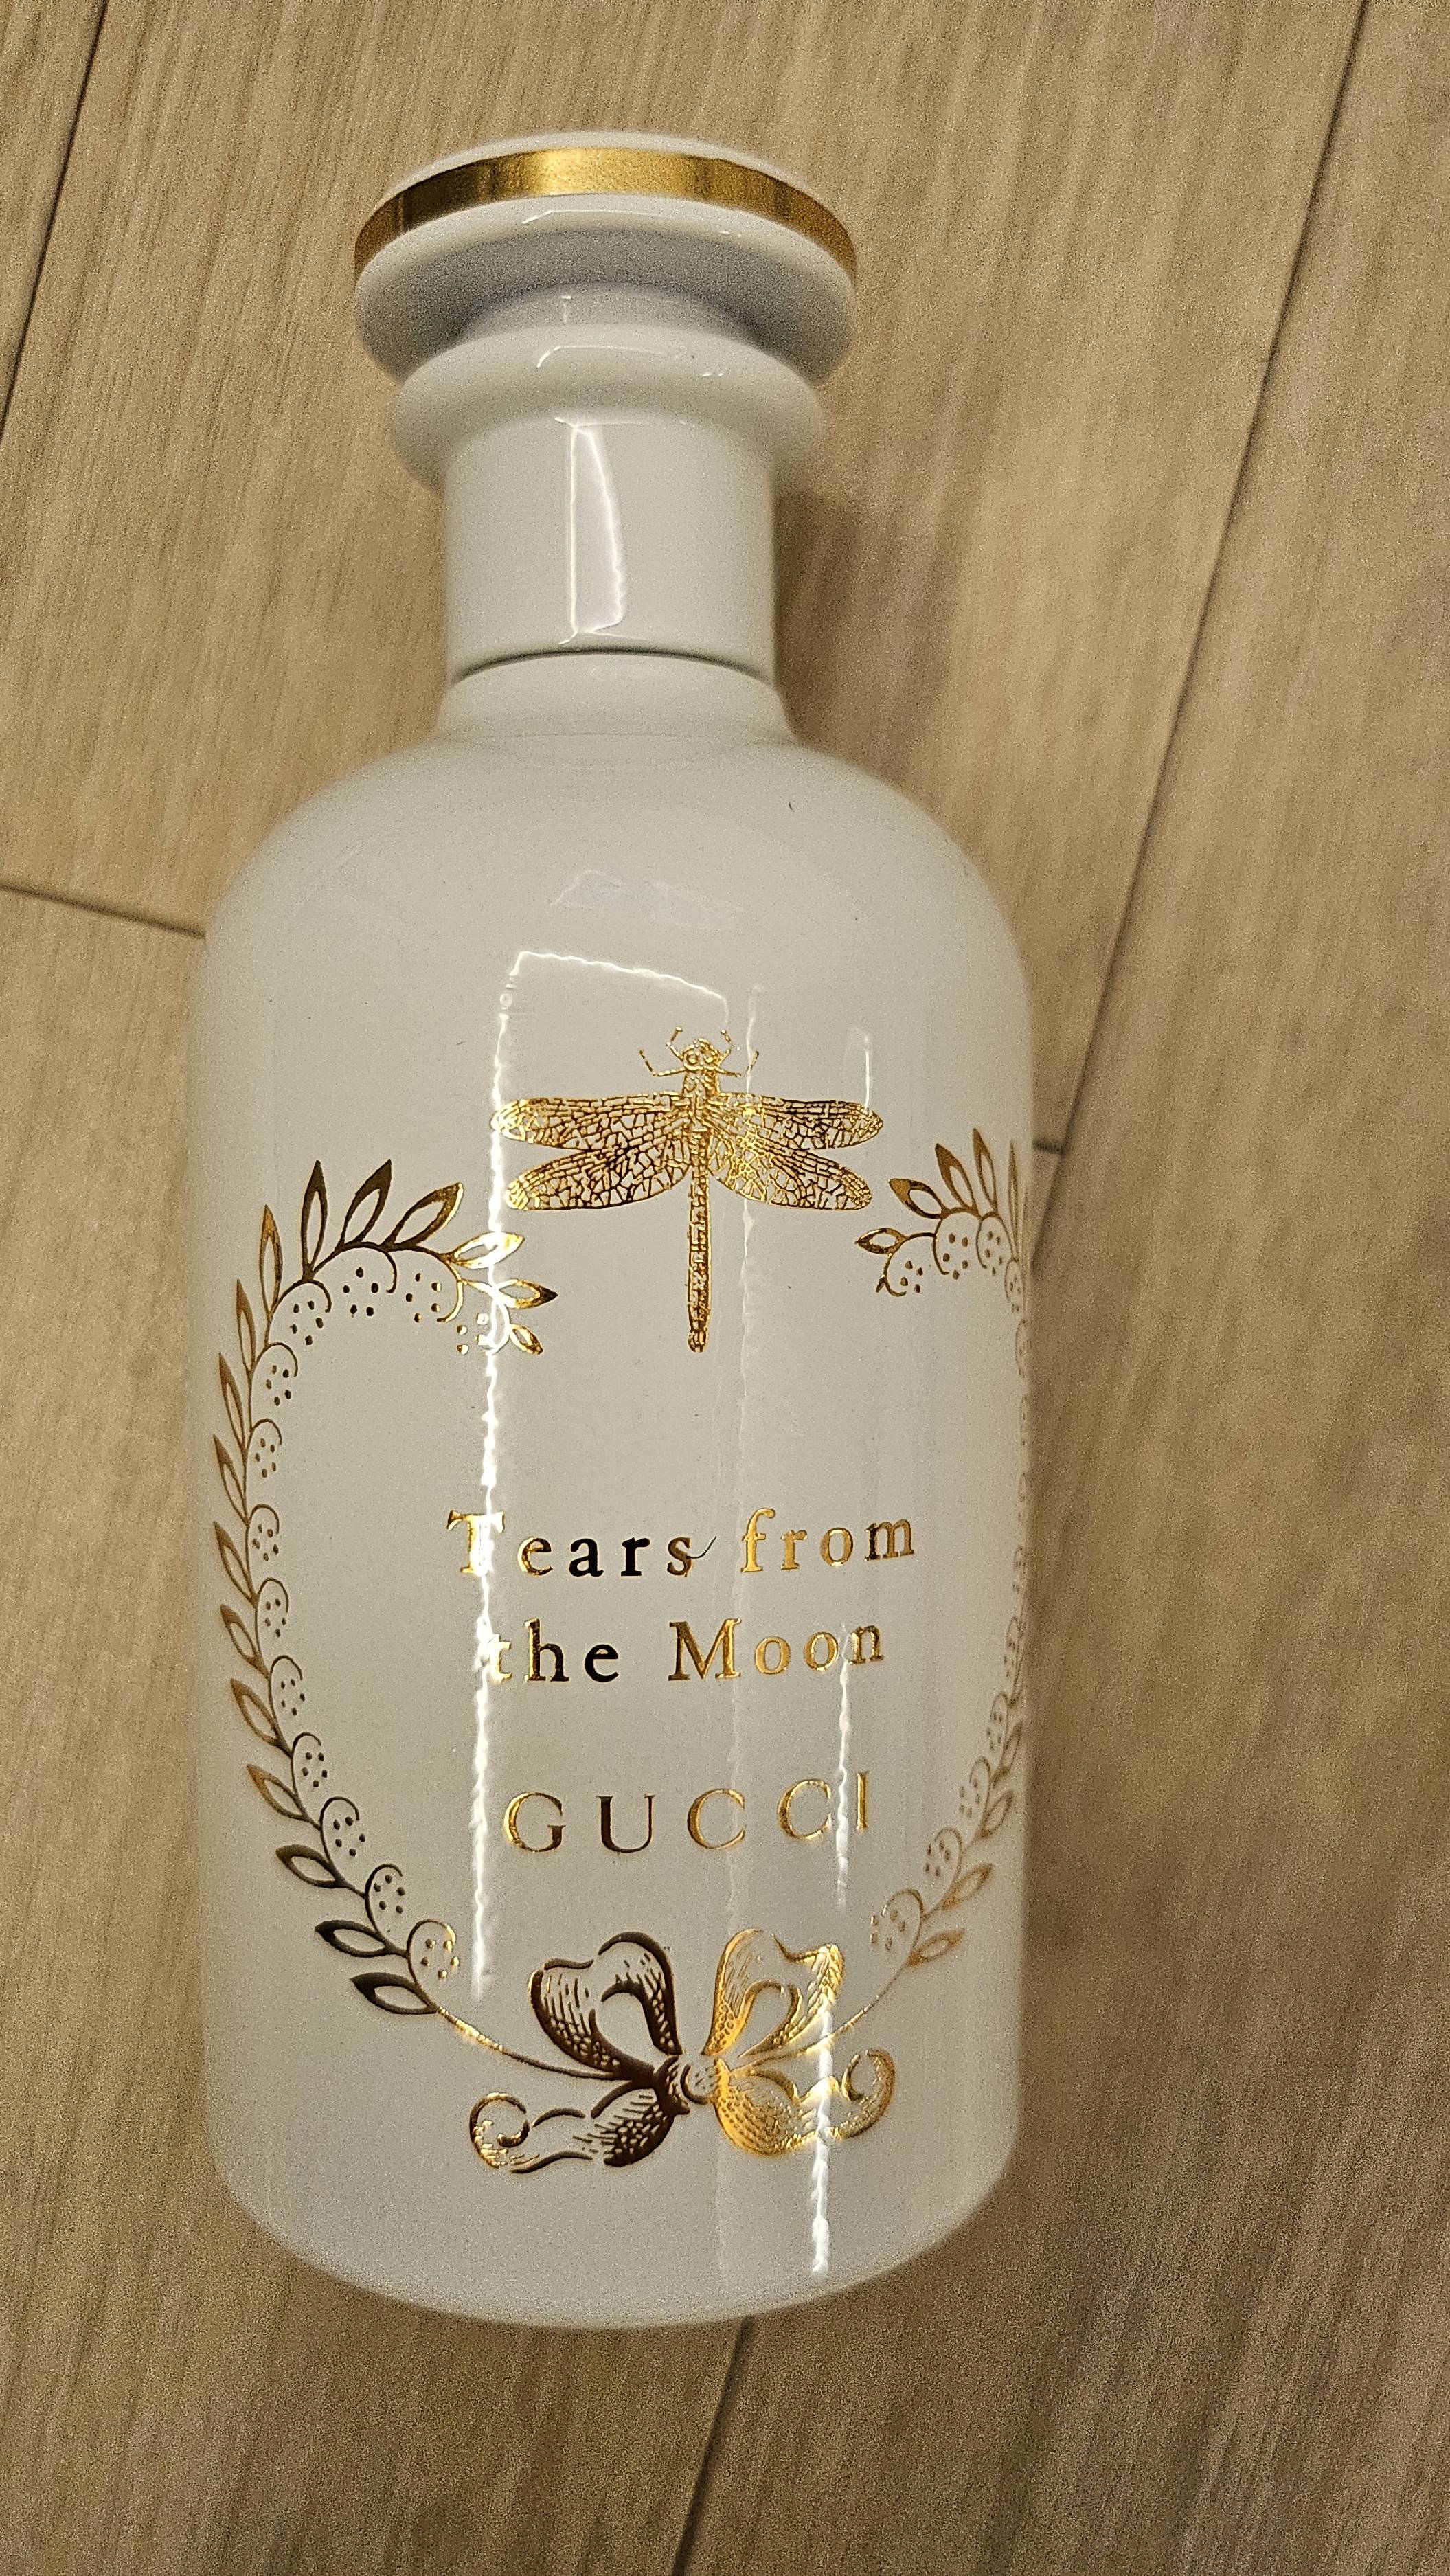 Tears from
the Moon
GUCCI